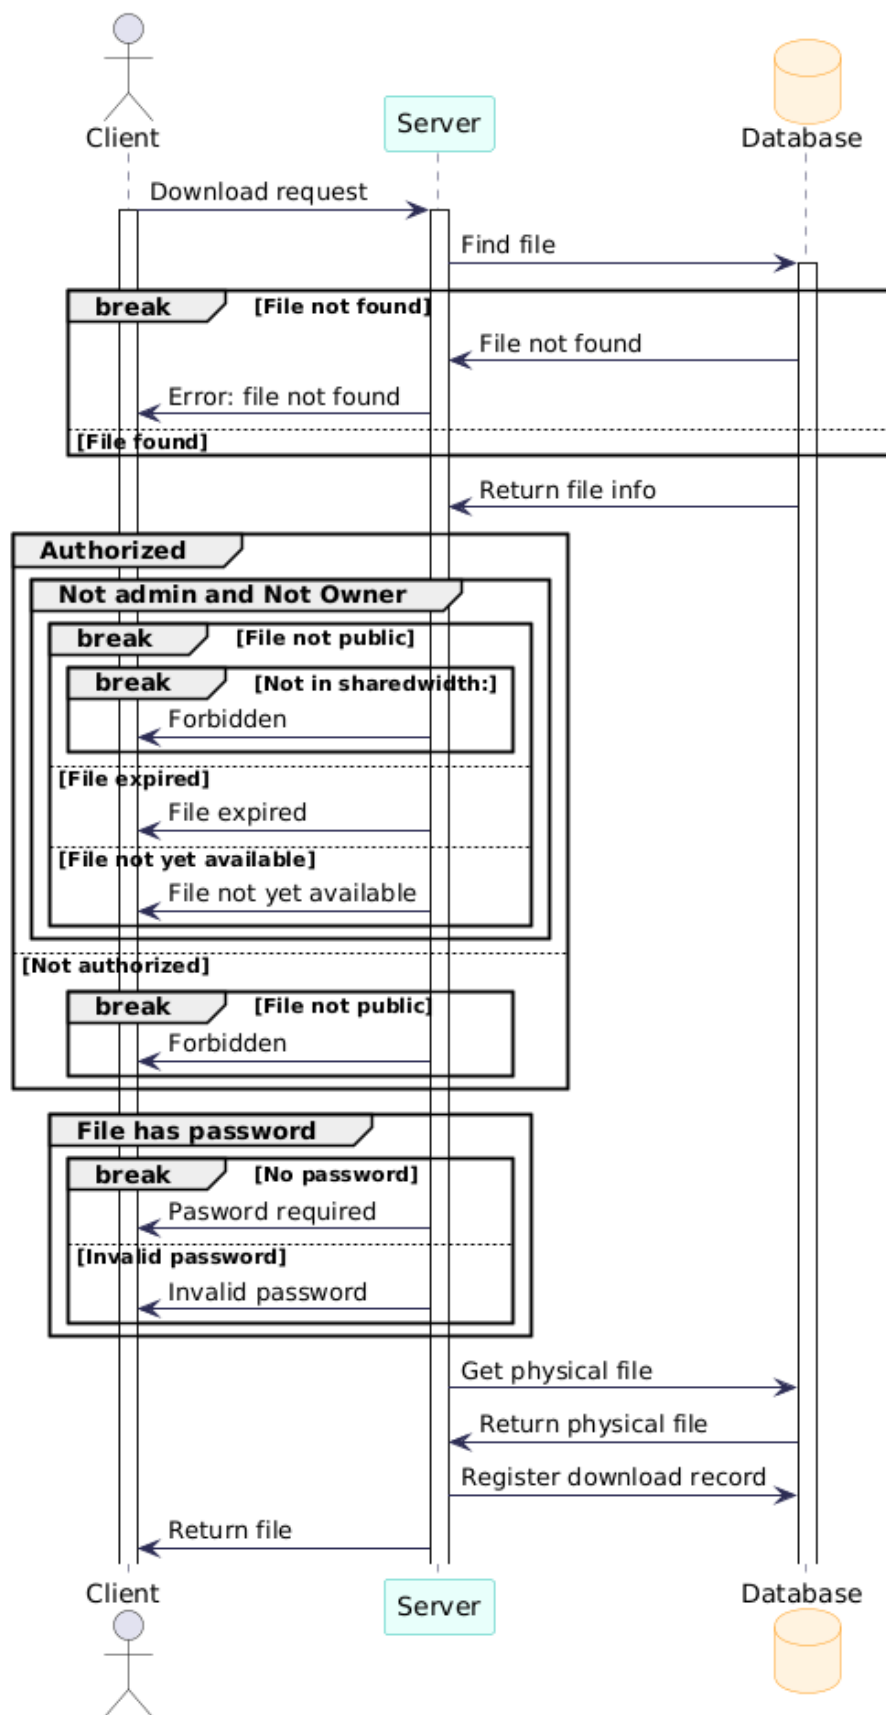 Client
Server
Database
Download request
Find file
break [File not found]
File not found
Error: file not found
[File found]
Return file info
Authorized
Not admin and Not Owner
break [File not public]
break [Not in sharedwidth:]
Forbidden
[File expired]
File expired
[File not yet available]
File not yet available
[Not authorized]
break [File not public]
Forbidden
File has password
break [No password]
Pasword required
[Invalid password]
Invalid password
Get physical file
Return physical file
Register download record
Return file
Client
Server
Database